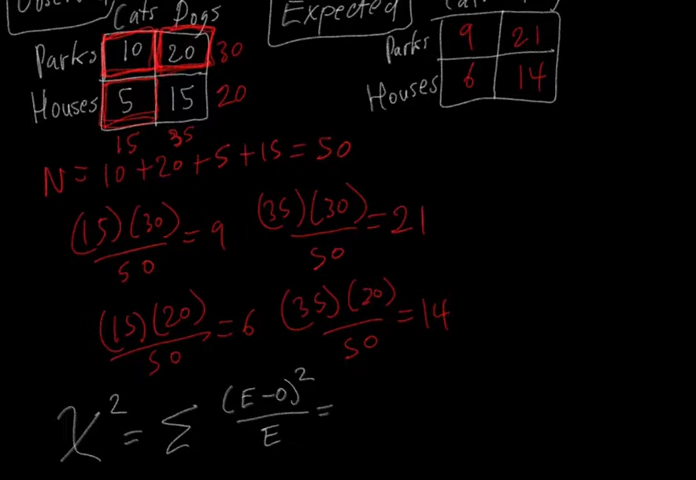 Expected
Cats Dogs
Parks 10 20 30
Houses 5 15 20
15 35
Parks 9 21
Houses 6 14
N = 10 + 20 + 5 + 15 = 50
(15)(30)/50 = 9 (35)(30)/50 = 21
(15)(20)/50 = 6 (35)(20)/50 = 14
χ² = Σ (E-O)²/E =